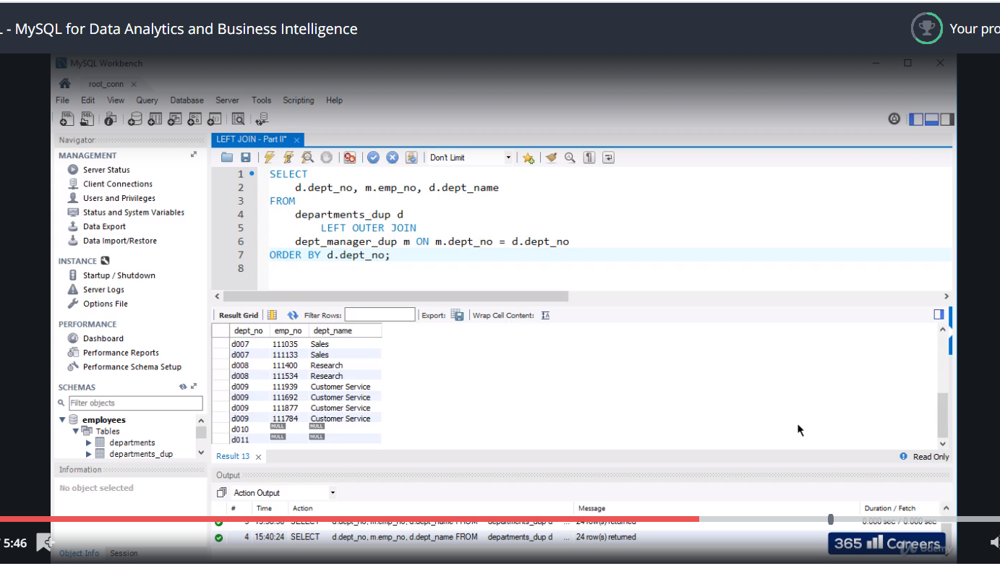 - MySQL for Data Analytics and Business Intelligence
Your pro
MySQL Workbench
root_conn
File Edit View Query Database Server Tools Scripting Help
Navigator
MANAGEMENT
Server Status
Client Connections
Users and Privileges
Status and System Variables
Data Export
Data Import/Restore
INSTANCE
Startup / Shutdown
Server Logs
Options File
PERFORMANCE
Dashboard
Performance Reports
Performance Schema Setup
SCHEMAS
Filter objects
employees
Tables
departments
departments_dup
Information
No object selected
Object Info Session
LEFT JOIN - Part II*
Don't Limit
1 SELECT
2 d.dept_no, m.emp_no, d.dept_name
3 FROM
4 departments_dup d
5 LEFT OUTER JOIN
6 dept_manager_dup m ON m.dept_no = d.dept_no
7 ORDER BY d.dept_no;
8
Result Grid Filter Rows: Export: Wrap Cell Content:
dept_no emp_no dept_name
d007 111035 Sales
d007 111133 Sales
d008 111400 Research
d008 111534 Research
d009 111939 Customer Service
d009 111692 Customer Service
d009 111877 Customer Service
d009 111784 Customer Service
d010 NULL NULL
d011 NULL NULL
Result 13
Read Only
Output
Action Output
# Time Action Message Duration / Fetch
3 15:38:38 SELECT d.dept_no, m.emp_no, d.dept_name FROM departments_dup d ... 24 row(s) returned 0.000 sec / 0.000 sec
4 15:40:24 SELECT d.dept_no, m.emp_no, d.dept_name FROM departments_dup d ... 24 row(s) returned
5:46
365 Careers
Udemy